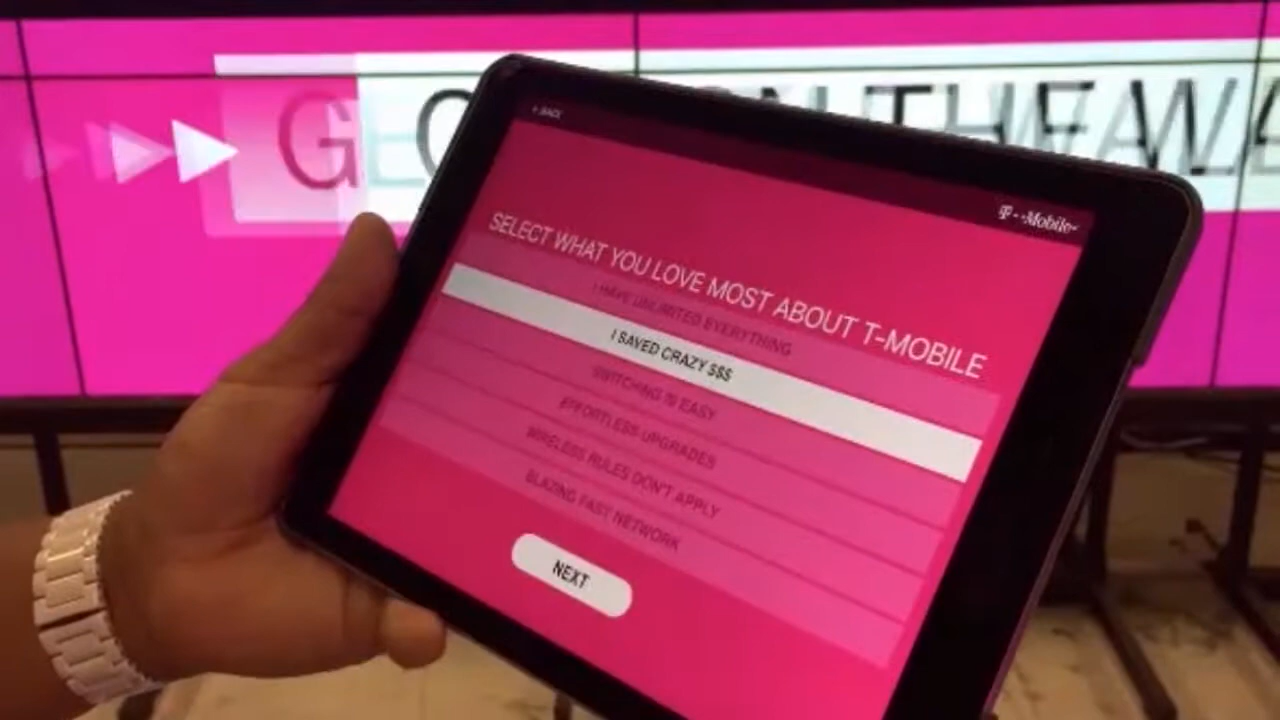 < BACK
T··Mobile
SELECT WHAT YOU LOVE MOST ABOUT T-MOBILE
I HAVE UNLIMITED EVERYTHING
I SAVED CRAZY $$$
SWITCHING IS EASY
EFFORTLESS UPGRADES
WIRELESS RULES DON'T APPLY
BLAZING FAST NETWORK
NEXT